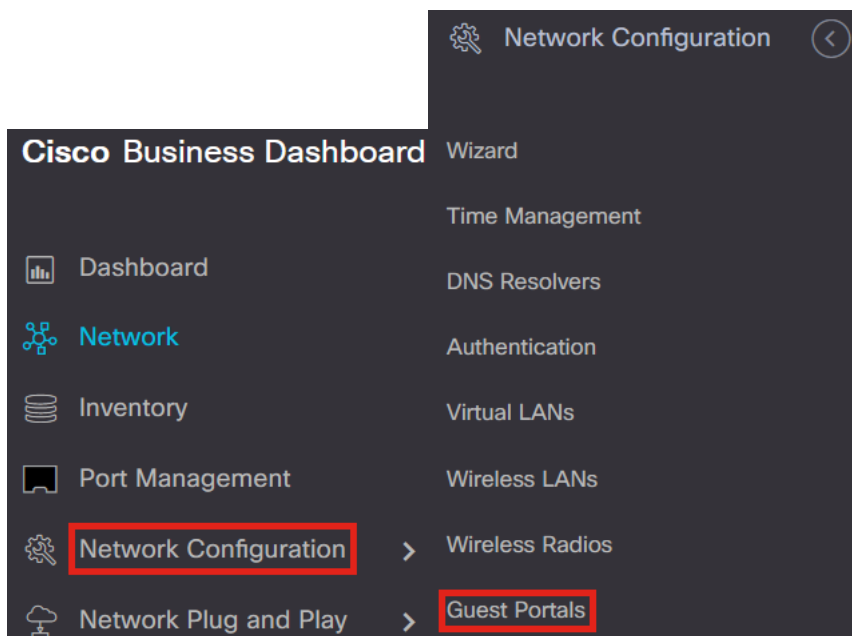 Cisco Business Dashboard
Dashboard
Network
Inventory
Port Management
Network Configuration
Network Plug and Play
Network Configuration
Wizard
Time Management
DNS Resolvers
Authentication
Virtual LANs
Wireless LANs
Wireless Radios
Guest Portals